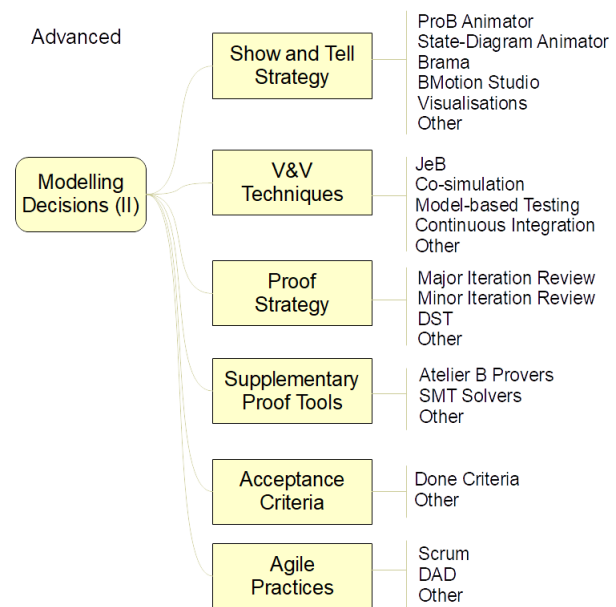 Advanced
Modelling
Decisions (II)
Show and Tell
Strategy
ProB Animator
State-Diagram Animator
Brama
BMotion Studio
Visualisations
Other
V&V
Techniques
JeB
Co-simulation
Model-based Testing
Continuous Integration
Other
Proof
Strategy
Major Iteration Review
Minor Iteration Review
DST
Other
Supplementary
Proof Tools
Atelier B Provers
SMT Solvers
Other
Acceptance
Criteria
Done Criteria
Other
Agile
Practices
Scrum
DAD
Other